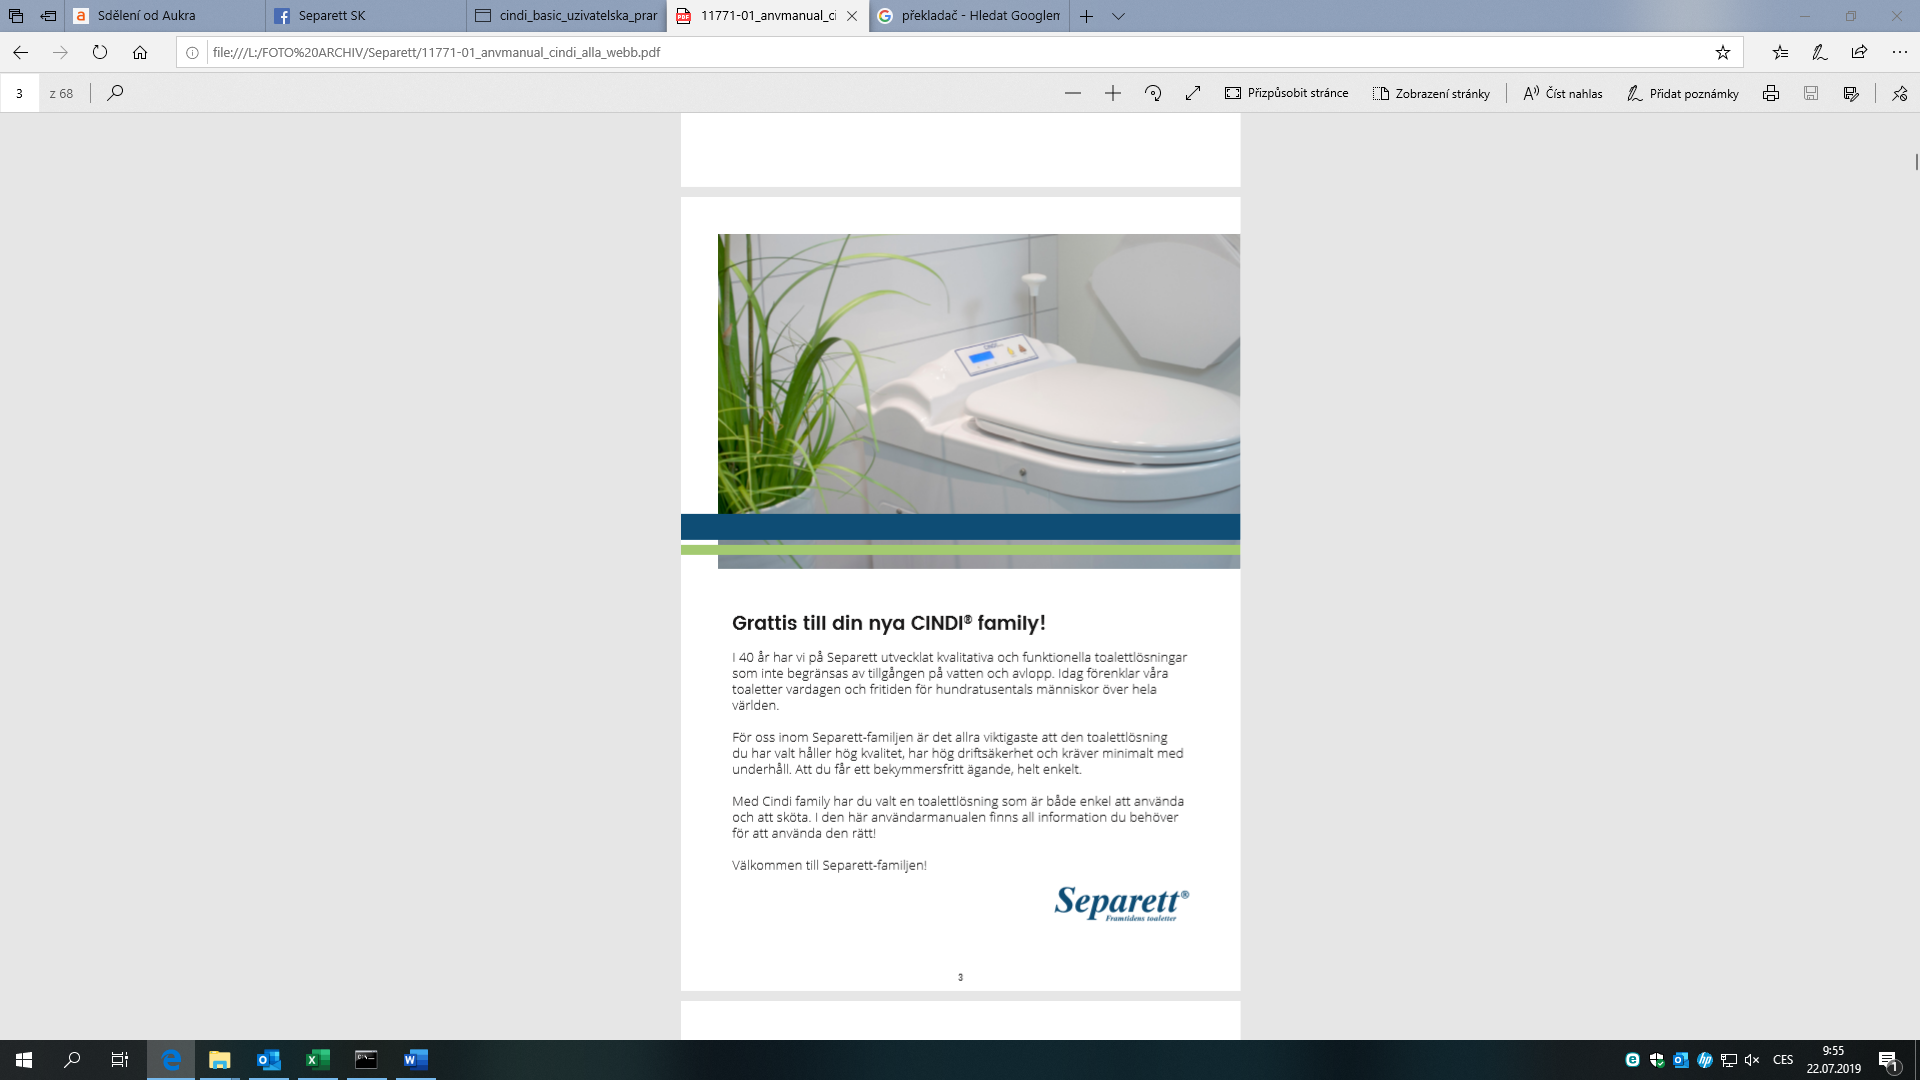 Sdělení od Aukra
Separett SK
cindi_basic_uzivatelska_prar
11771-01_anvmanual_ci
překladač - Hledat Googlem
file:///L:/FOTO%20ARCHIV/Separett/11771-01_anvmanual_cindi_alla_webb.pdf
3 z 68
Přizpůsobit stránce
Zobrazení stránky
Číst nahlas
Přidat poznámky
CINDI
Grattis till din nya CINDI® family!
I 40 år har vi på Separett utvecklat kvalitativa och funktionella toalettlösningar
som inte begränsas av tillgången på vatten och avlopp. Idag förenklar våra
toaletter vardagen och fritiden för hundratusentals människor över hela
världen.
För oss inom Separett-familjen är det allra viktigaste att den toalettlösning
du har valt håller hög kvalitet, har hög driftsäkerhet och kräver minimalt med
underhåll. Att du får ett bekymmersfritt ägande, helt enkelt.
Med Cindi family har du valt en toalettlösning som är både enkel att använda
och att sköta. I den här användarmanualen finns all information du behöver
för att använda den rätt!
Välkommen till Separett-familjen!
Separett®
Framtidens toaletter
3
CES
9:55
22.07.2019
1